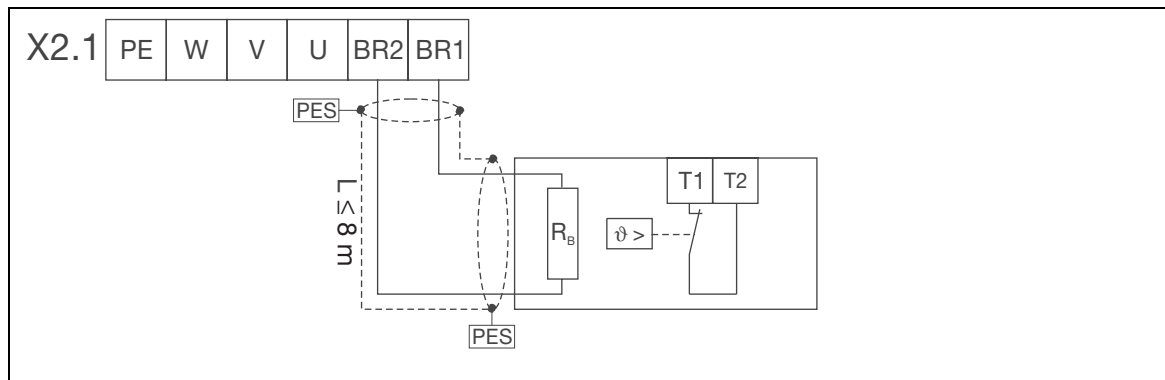 X2.1 PE W V U BR2 BR1
PES
T1 T2
L ≤ 8 m
R_B
ϑ >
PES